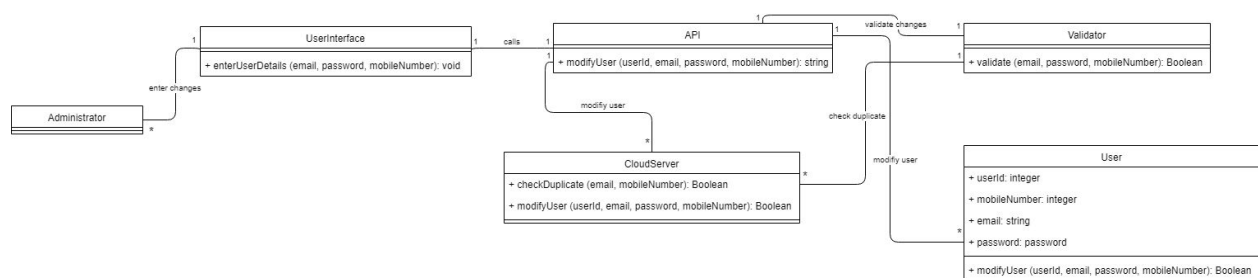 1
validate changes
UserInterface
API
Validator
1
1
calls
1
1
1
+ enterUserDetails (email, password, mobileNumber): void
1
+ modifyUser (userId, email, password, mobileNumber): string
1
+ validate (email, password, mobileNumber): Boolean
enter changes
Administrator
*
modifiy user
check duplicate
*
CloudServer
+ checkDuplicate (email, mobileNumber): Boolean
*
+ modifyUser (userId, email, password, mobileNumber): Boolean
modifiy user
User
+ userId: integer
+ mobileNumber: integer
+ email: string
*
+ password: password
+ modifyUser (userId, email, password, mobileNumber): Boolean